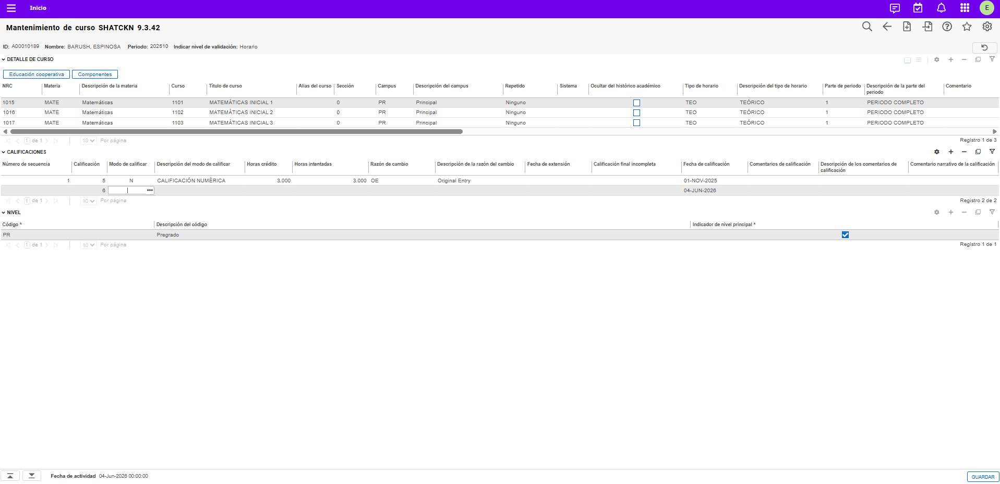 Inicio
E
Mantenimiento de curso SHATCKN 9.3.42
ID: A00010189 Nombre: BARUSH, ESPINOSA Periodo: 202510 Indicar nivel de validación: Horario
DETALLE DE CURSO
Educación cooperativa Componentes
NRC Materia Descripción de la materia Curso Título de curso Alias del curso Sección Campus Descripción del campus Repetido Sistema Ocultar del histórico académico Tipo de horario Descripción del tipo de horario Parte de periodo Descripción de la parte del periodo Comentario
1015 MATE Matemáticas 1101 MATEMÁTICAS INICIAL 1 0 PR Principal Ninguno TEO TEÓRICO 1 PERIODO COMPLETO
1016 MATE Matemáticas 1102 MATEMÁTICAS INICIAL 2 0 PR Principal Ninguno TEO TEÓRICO 1 PERIODO COMPLETO
1017 MATE Matemáticas 1103 MATEMÁTICAS INICIAL 3 0 PR Principal Ninguno TEO TEÓRICO 1 PERIODO COMPLETO
1 de 1 10 Por página Registro 1 de 3
CALIFICACIONES
Número de secuencia Calificación Modo de calificar Descripción del modo de calificar Horas crédito Horas intentadas Razón de cambio Descripción de la razón del cambio Fecha de extensión Calificación final incompleta Fecha de calificación Comentarios de calificación Descripción de los comentarios de calificación Comentario narrativo de la calificación
1 5 N CALIFICACIÓN NUMÉRICA 3.000 3.000 OE Original Entry 01-NOV-2025
6 04-JUN-2026
1 de 1 10 Por página Registro 2 de 2
NIVEL
Código * Descripción del código Indicador de nivel principal *
PR Pregrado
1 de 1 10 Por página Registro 1 de 1
Fecha de actividad 04-Jun-2026 00:00:00 GUARDAR